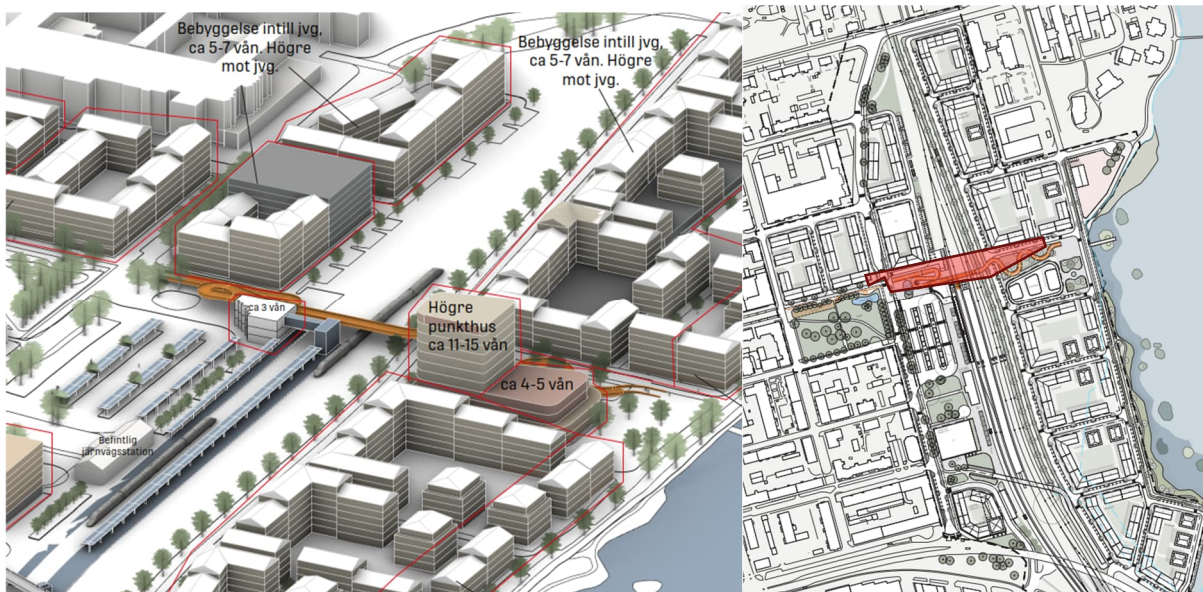 Bebyggelse intill jvg,
ca 5-7 vån. Högre
mot jvg.
Bebyggelse intill jvg,
ca 5-7 vån. Högre
mot jvg.
ca 3 vån
Högre
punkthus
ca 11-15 vån
ca 4-5 vån
Befintlig
järnvägsstation